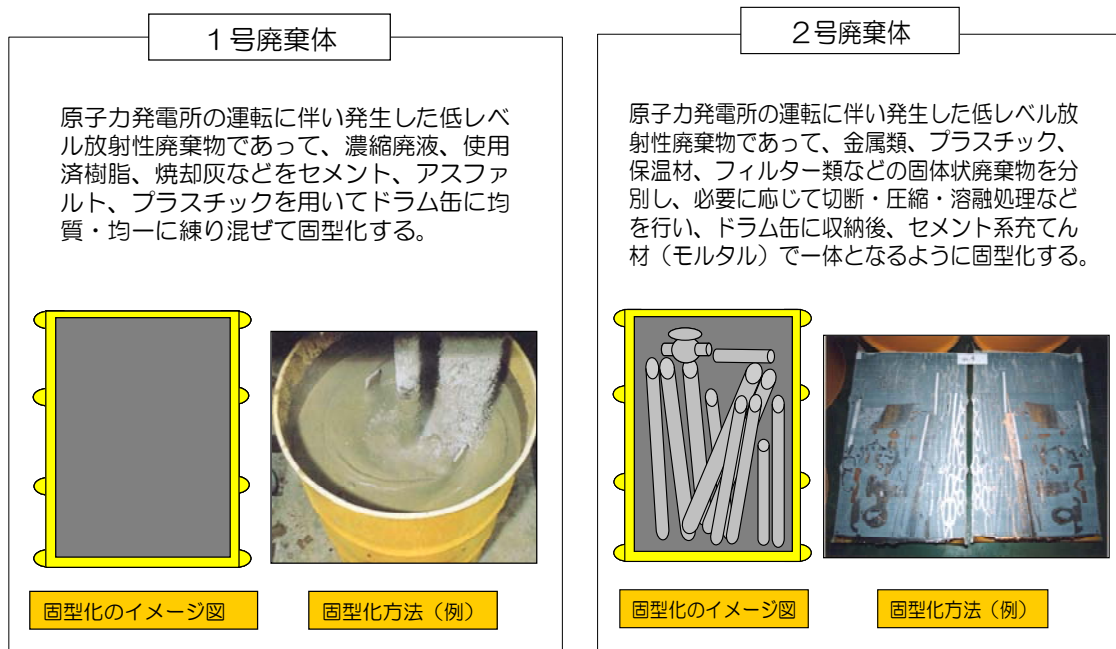 １号廃棄体
原子力発電所の運転に伴い発生した低レベ
ル放射性廃棄物であって、濃縮廃液、使用
済樹脂、焼却灰などをセメント、アスファ
ルト、プラスチックを用いてドラム缶に均
質・均一に練り混ぜて固型化する。
固型化のイメージ図
固型化方法（例）
２号廃棄体
原子力発電所の運転に伴い発生した低レベル放
射性廃棄物であって、金属類、プラスチック、
保温材、フィルター類などの固体状廃棄物を分
別し、必要に応じて切断・圧縮・溶融処理など
を行い、ドラム缶に収納後、セメント系充てん
材（モルタル）で一体となるように固型化する。
固型化のイメージ図
固型化方法（例）